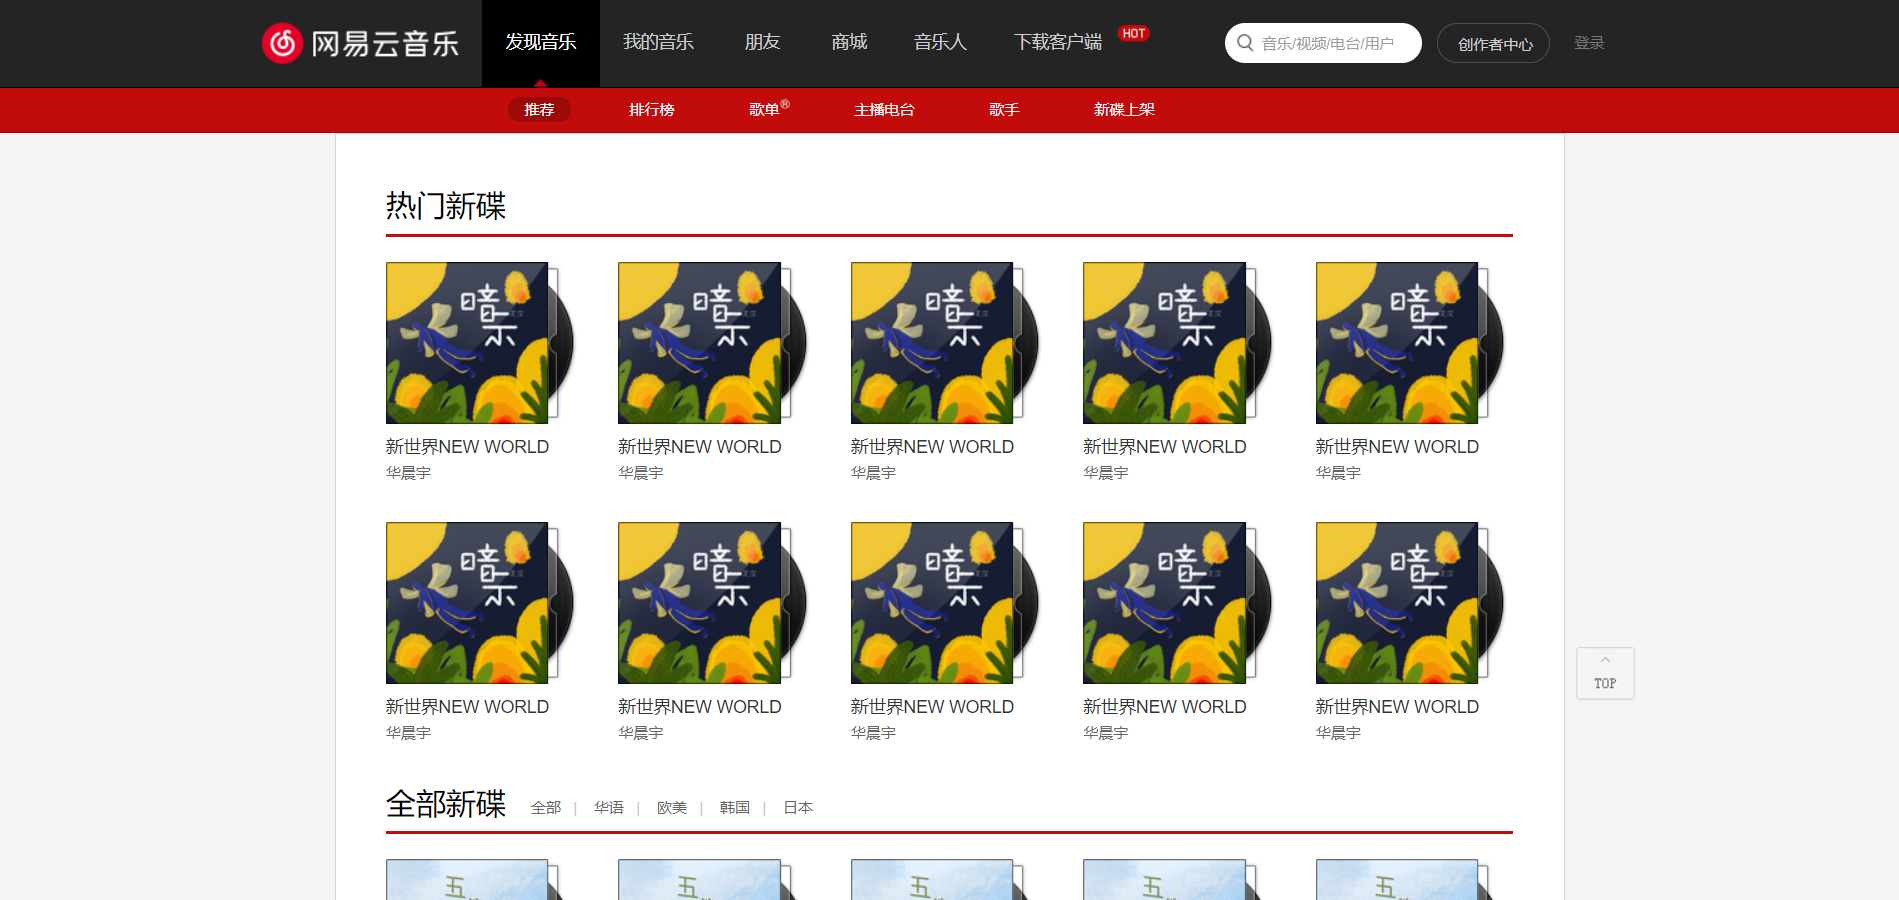 网易云音乐 发现音乐 我的音乐 朋友 商城 音乐人 下载客户端 HOT 音乐/视频/电台/用户 创作者中心 登录
推荐 排行榜 歌单® 主播电台 歌手 新碟上架
热门新碟
新世界NEW WORLD 新世界NEW WORLD 新世界NEW WORLD 新世界NEW WORLD 新世界NEW WORLD
华晨宇 华晨宇 华晨宇 华晨宇 华晨宇
新世界NEW WORLD 新世界NEW WORLD 新世界NEW WORLD 新世界NEW WORLD 新世界NEW WORLD
华晨宇 华晨宇 华晨宇 华晨宇 华晨宇
TOP
全部新碟 全部 | 华语 | 欧美 | 韩国 | 日本
五 五 五 五 五